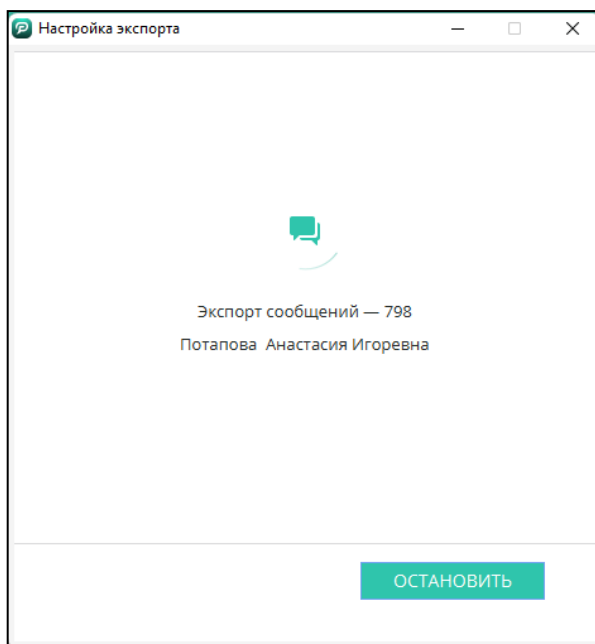 Настройка экспорта
Экспорт сообщений — 798
Потапова Анастасия Игоревна
ОСТАНОВИТЬ